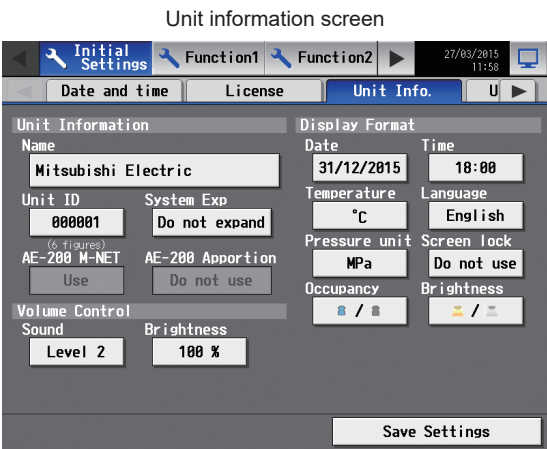 Unit information screen
Initial Settings Function1 Function2 27/03/2015 11:58
Date and time License Unit Info. U
Unit Information
Name
Mitsubishi Electric
Unit ID System Exp
000001 Do not expand
(6 figures)
AE-200 M-NET AE-200 Apportion
Use Do not use
Volume Control
Sound Brightness
Level 2 100 %
Display Format
Date Time
31/12/2015 18:00
Temperature Language
°C English
Pressure unit Screen lock
MPa Do not use
Occupancy Brightness
/ /
Save Settings